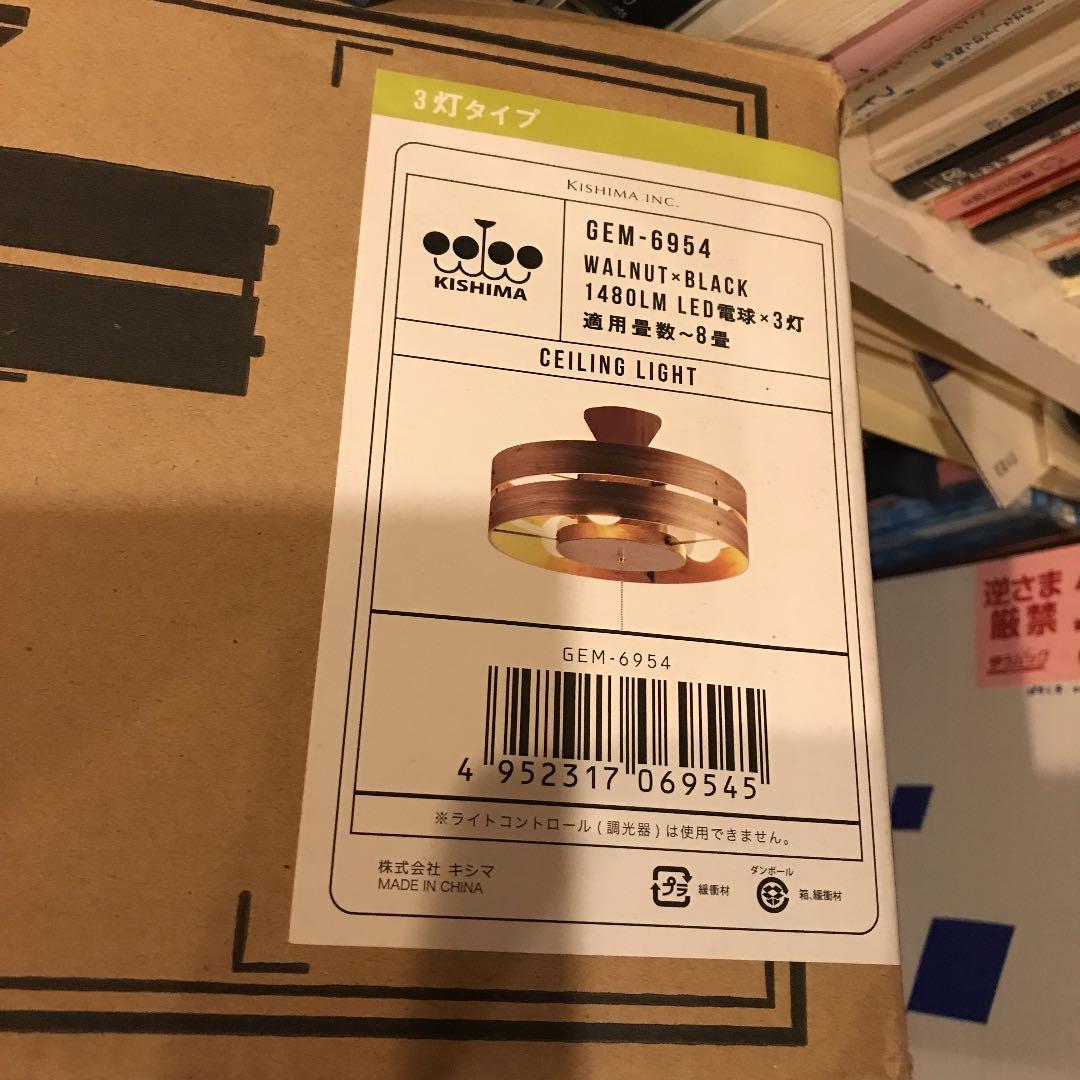 3灯タイプ
KISHIMA INC.
KISHIMA
GEM-6954
WALNUT×BLACK
1480LM LED電球×3灯
適用畳数~8畳
CEILING LIGHT
GEM-6954
4 952317 069545
※ライトコントロール(調光器)は使用できません。
株式会社 キシマ
MADE IN CHINA
プラ
緩衝材
ダンボール
箱、緩衝材
逆さま
厳禁